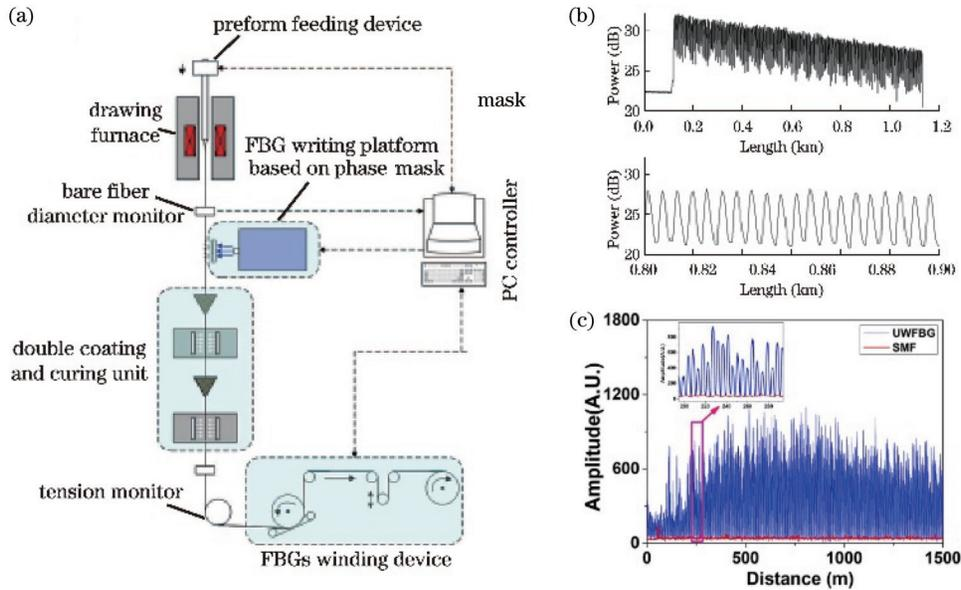 (a)
preform feeding device
drawing
furnace
mask
FBG writing platform
based on phase mask
bare fiber
diameter monitor
PC controller
double coating
and curing unit
tension monitor
FBGs winding device
(b)
Power (dB)
30
25
20
0.0 0.2 0.4 0.6 0.8 1.0 1.2
Length (km)
Power (dB)
30
25
20
0.80 0.82 0.84 0.86 0.88 0.90
Length (km)
(c)
Amplitude(A.U.)
1800
1200
600
0
0 500 1000 1500
Distance (m)
UWFBG
SMF
Amplitude(A.U.)